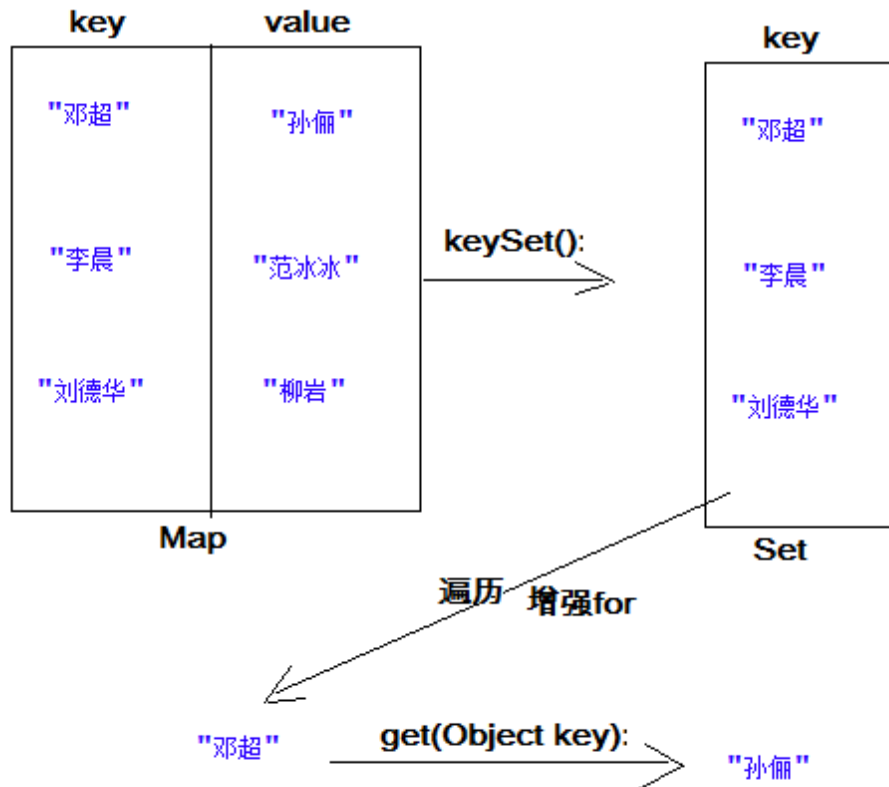 key value
"邓超" "孙俪"
"李晨" "范冰冰"
"刘德华" "柳岩"
Map
keySet():
key
"邓超"
"李晨"
"刘德华"
Set
遍历 增强for
"邓超"
get(Object key):
"孙俪"